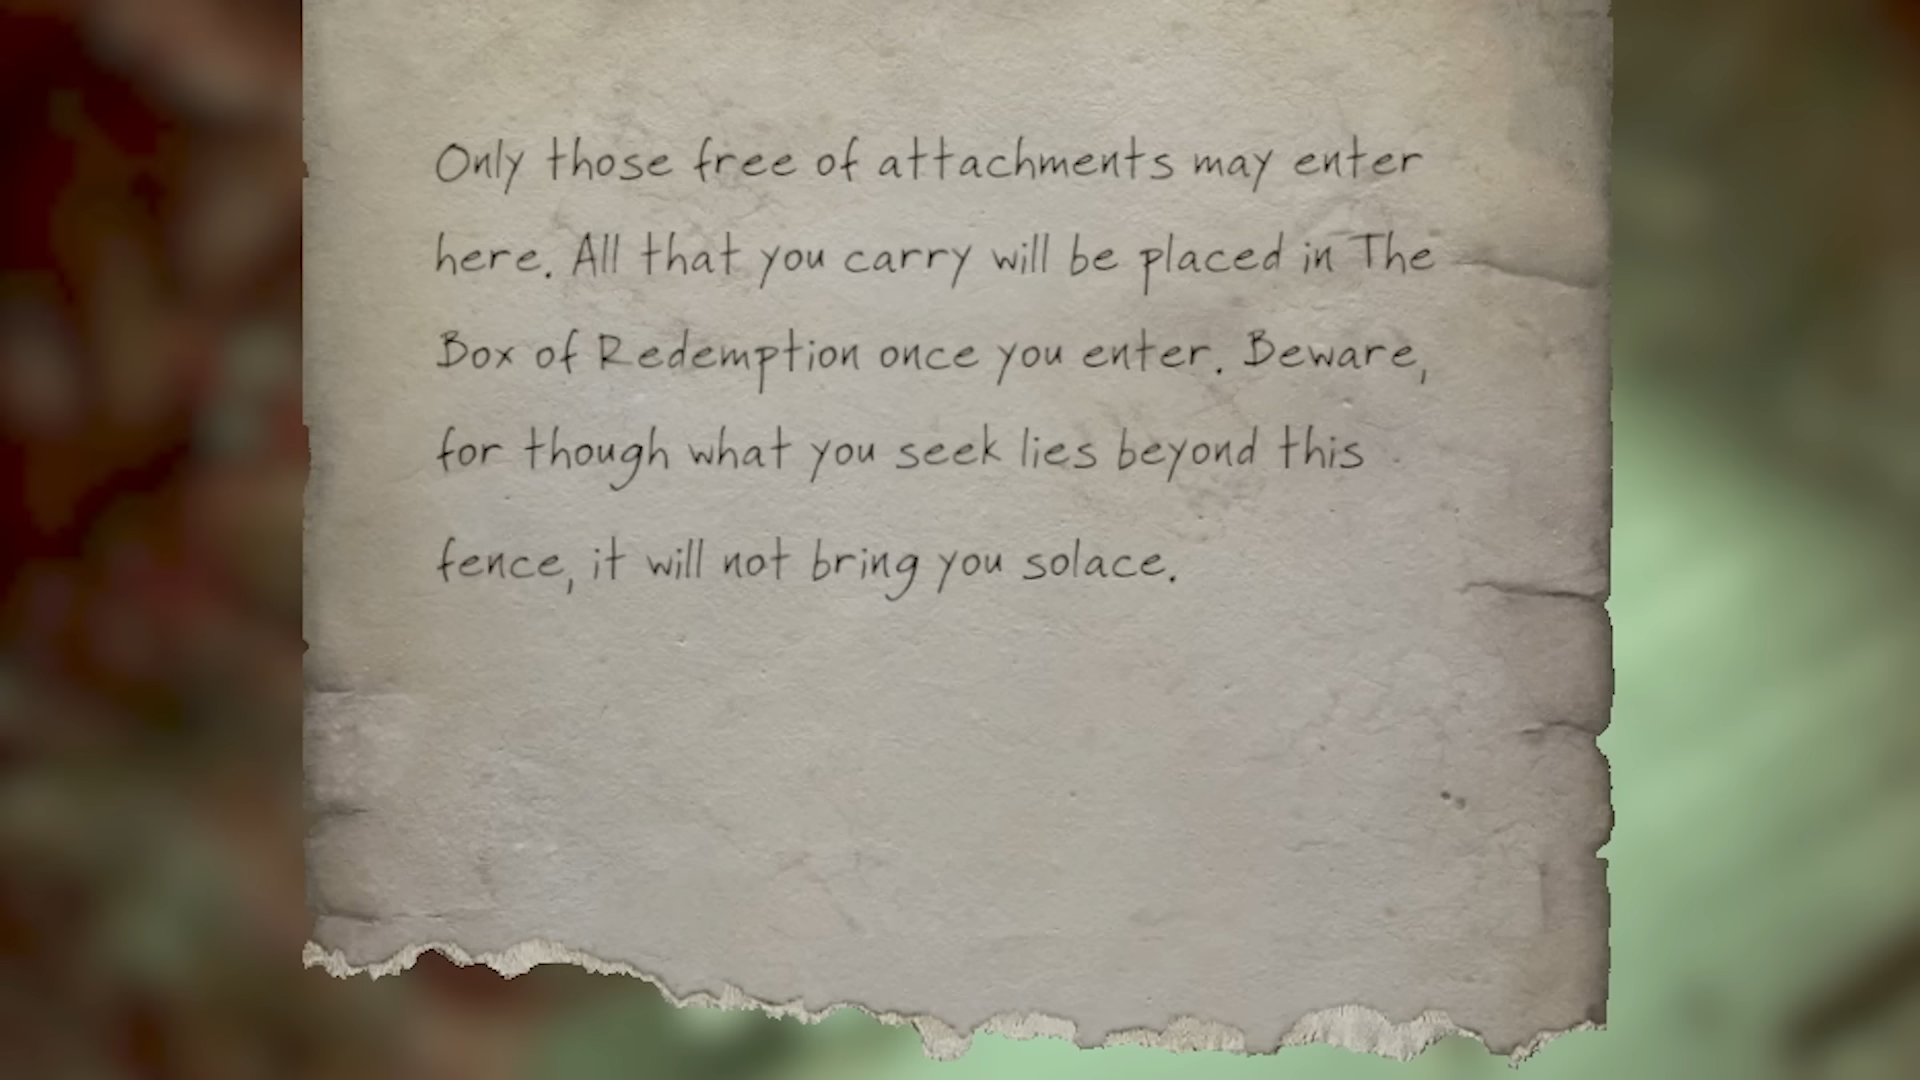 Only those free of attachments may enter
here. All that you carry will be placed in The
Box of Redemption once you enter. Beware,
for though what you seek lies beyond this
fence, it will not bring you solace.